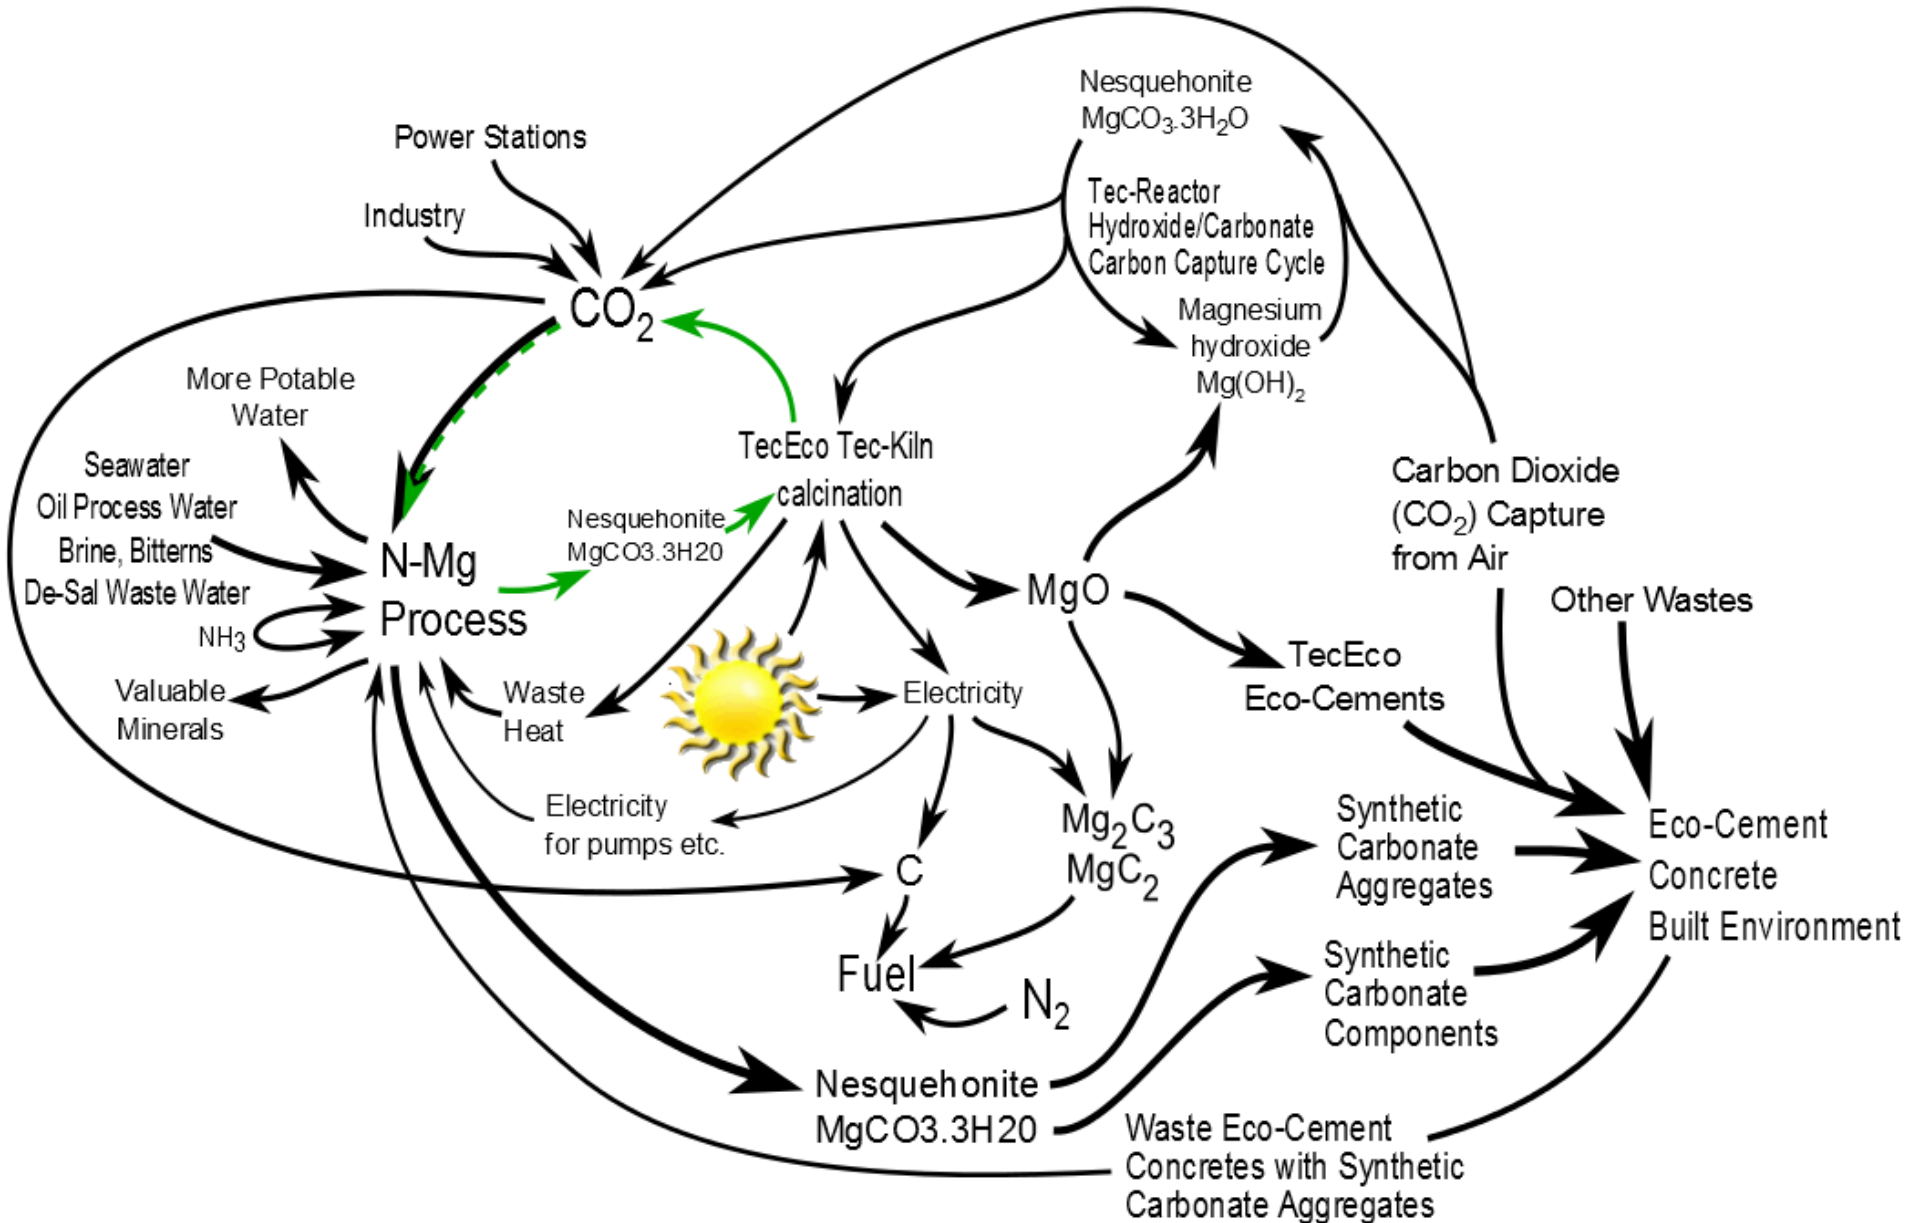 Nesquehonite
MgCO3.3H2O
Power Stations
Tec-Reactor
Hydroxide/Carbonate
Carbon Capture Cycle
Industry
CO2
Magnesium
hydroxide
Mg(OH)2
More Potable
Water
TecEco Tec-Kiln
calcination
Seawater
Oil Process Water
Brine, Bitterns
De-Sal Waste Water
NH3
Nesquehonite
MgCO3.3H20
Carbon Dioxide
(CO2) Capture
from Air
N-Mg
Process
MgO
Other Wastes
TecEco
Eco-Cements
Valuable
Minerals
Waste
Heat
Electricity
Electricity
for pumps etc.
Mg2C3
MgC2
C
Synthetic
Carbonate
Aggregates
Eco-Cement
Concrete
Built Environment
Fuel
N2
Synthetic
Carbonate
Components
Nesquehonite
MgCO3.3H20
Waste Eco-Cement
Concretes with Synthetic
Carbonate Aggregates